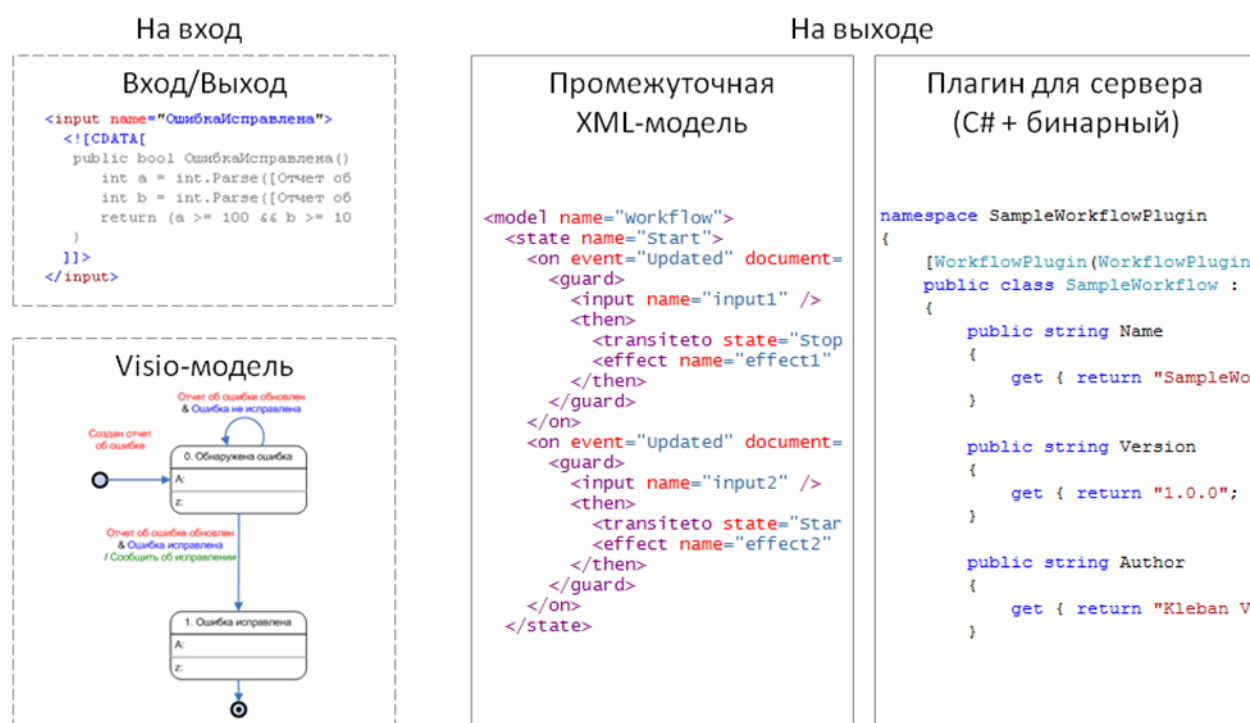 На вход
На выходе
Вход/Выход
<input name="ОшибкаИсправлена">
<![CDATA[
public bool ОшибкаИсправлена()
int a = int.Parse([Отчет об
int b = int.Parse([Отчет об
return (a >= 100 && b >= 10
}
]]>
</input>
Visio-модель
Отчет об ошибке обновлен
& Ошибка не исправлена
Создан отчет
об ошибке
0. Обнаружена ошибка
A:
z:
Отчет об ошибке обновлен
& Ошибка исправлена
/ Сообщить об исправлении
1. Ошибка исправлена
A:
z:
Промежуточная
XML-модель
<model name="Workflow">
<state name="Start">
<on event="Updated" document=
<guard>
<input name="input1" />
<then>
<transiteto state="Stop
<effect name="effect1"
</then>
</guard>
</on>
<on event="Updated" document=
<guard>
<input name="input2" />
<then>
<transiteto state="Star
<effect name="effect2"
</then>
</guard>
</on>
</state>
Плагин для сервера
(C# + бинарный)
namespace SampleWorkflowPlugin
{
[WorkflowPlugin(WorkflowPlugin
public class SampleWorkflow :
{
public string Name
{
get { return "SampleWo
}
public string Version
{
get { return "1.0.0";
}
public string Author
{
get { return "Kleban V
}